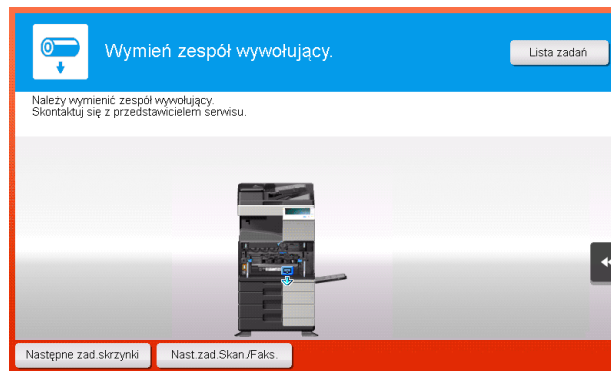 Wymień zespół wywołujący.
Lista zadań
Należy wymienić zespół wywołujący.
Skontaktuj się z przedstawicielem serwisu.
Następne zad.skrzynki
Nast.zad.Skan./Faks.